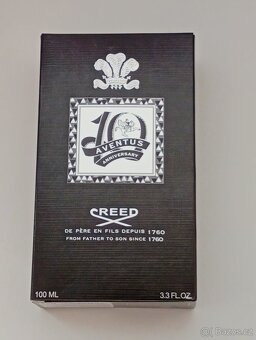 10
AVENTUS
ANNIVERSARY
CREED
DE PÈRE EN FILS DEPUIS 1760
FROM FATHER TO SON SINCE 1760
100 ML 3.3 FL.OZ